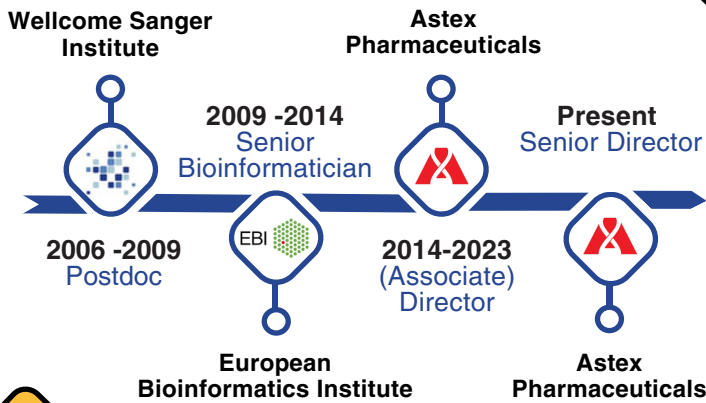 Wellcome Sanger
Institute
2006 -2009
Postdoc
2009 -2014
Senior
Bioinformatician
EBI
European
Bioinformatics Institute
Astex
Pharmaceuticals
2014-2023
(Associate)
Director
Present
Senior Director
Astex
Pharmaceuticals